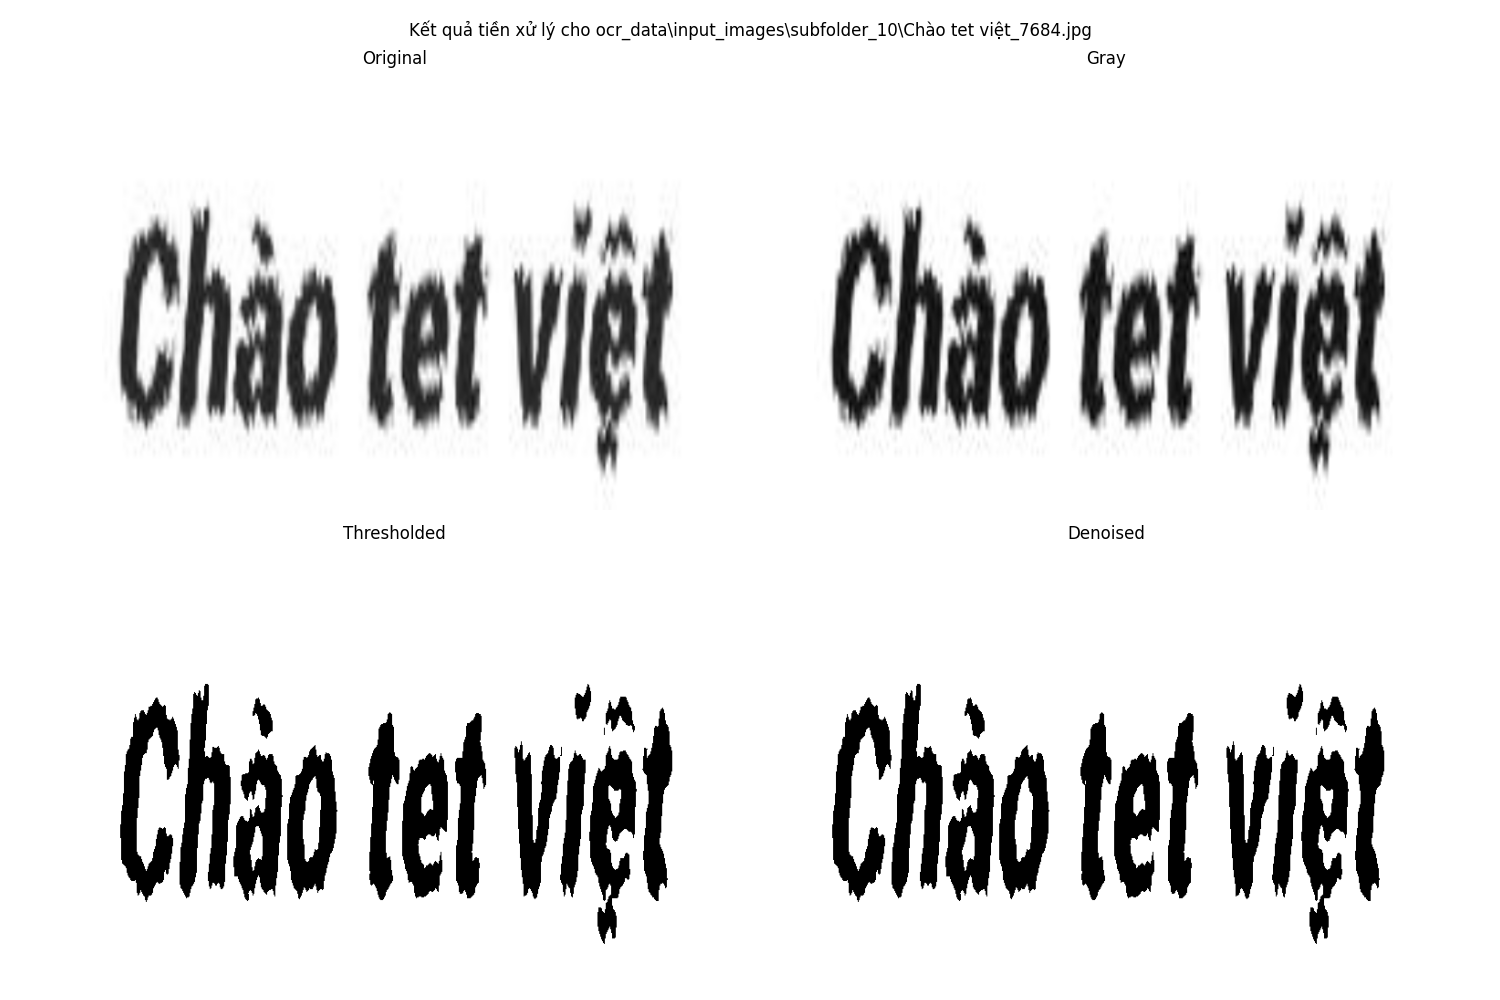 Kết quả tiền xử lý cho ocr_data\input_images\subfolder_10\Chào tet việt_7684.jpg
Original
Gray
Chào tet việt
Chào tet việt
Thresholded
Denoised
Chào tet việt
Chào tet việt